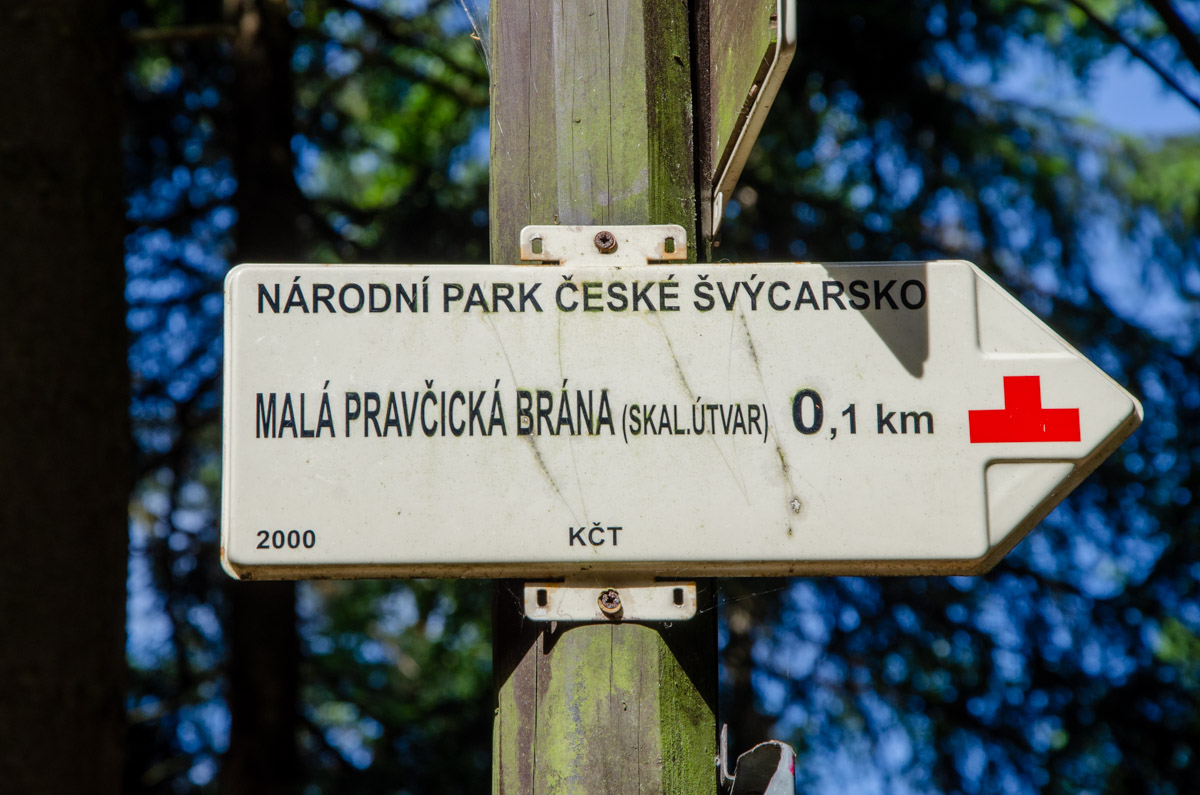 NÁRODNÍ PARK ČESKÉ ŠVÝCARSKO
MALÁ PRAVČICKÁ BRÁNA (SKAL.ÚTVAR) 0,1 km
2000 KČT